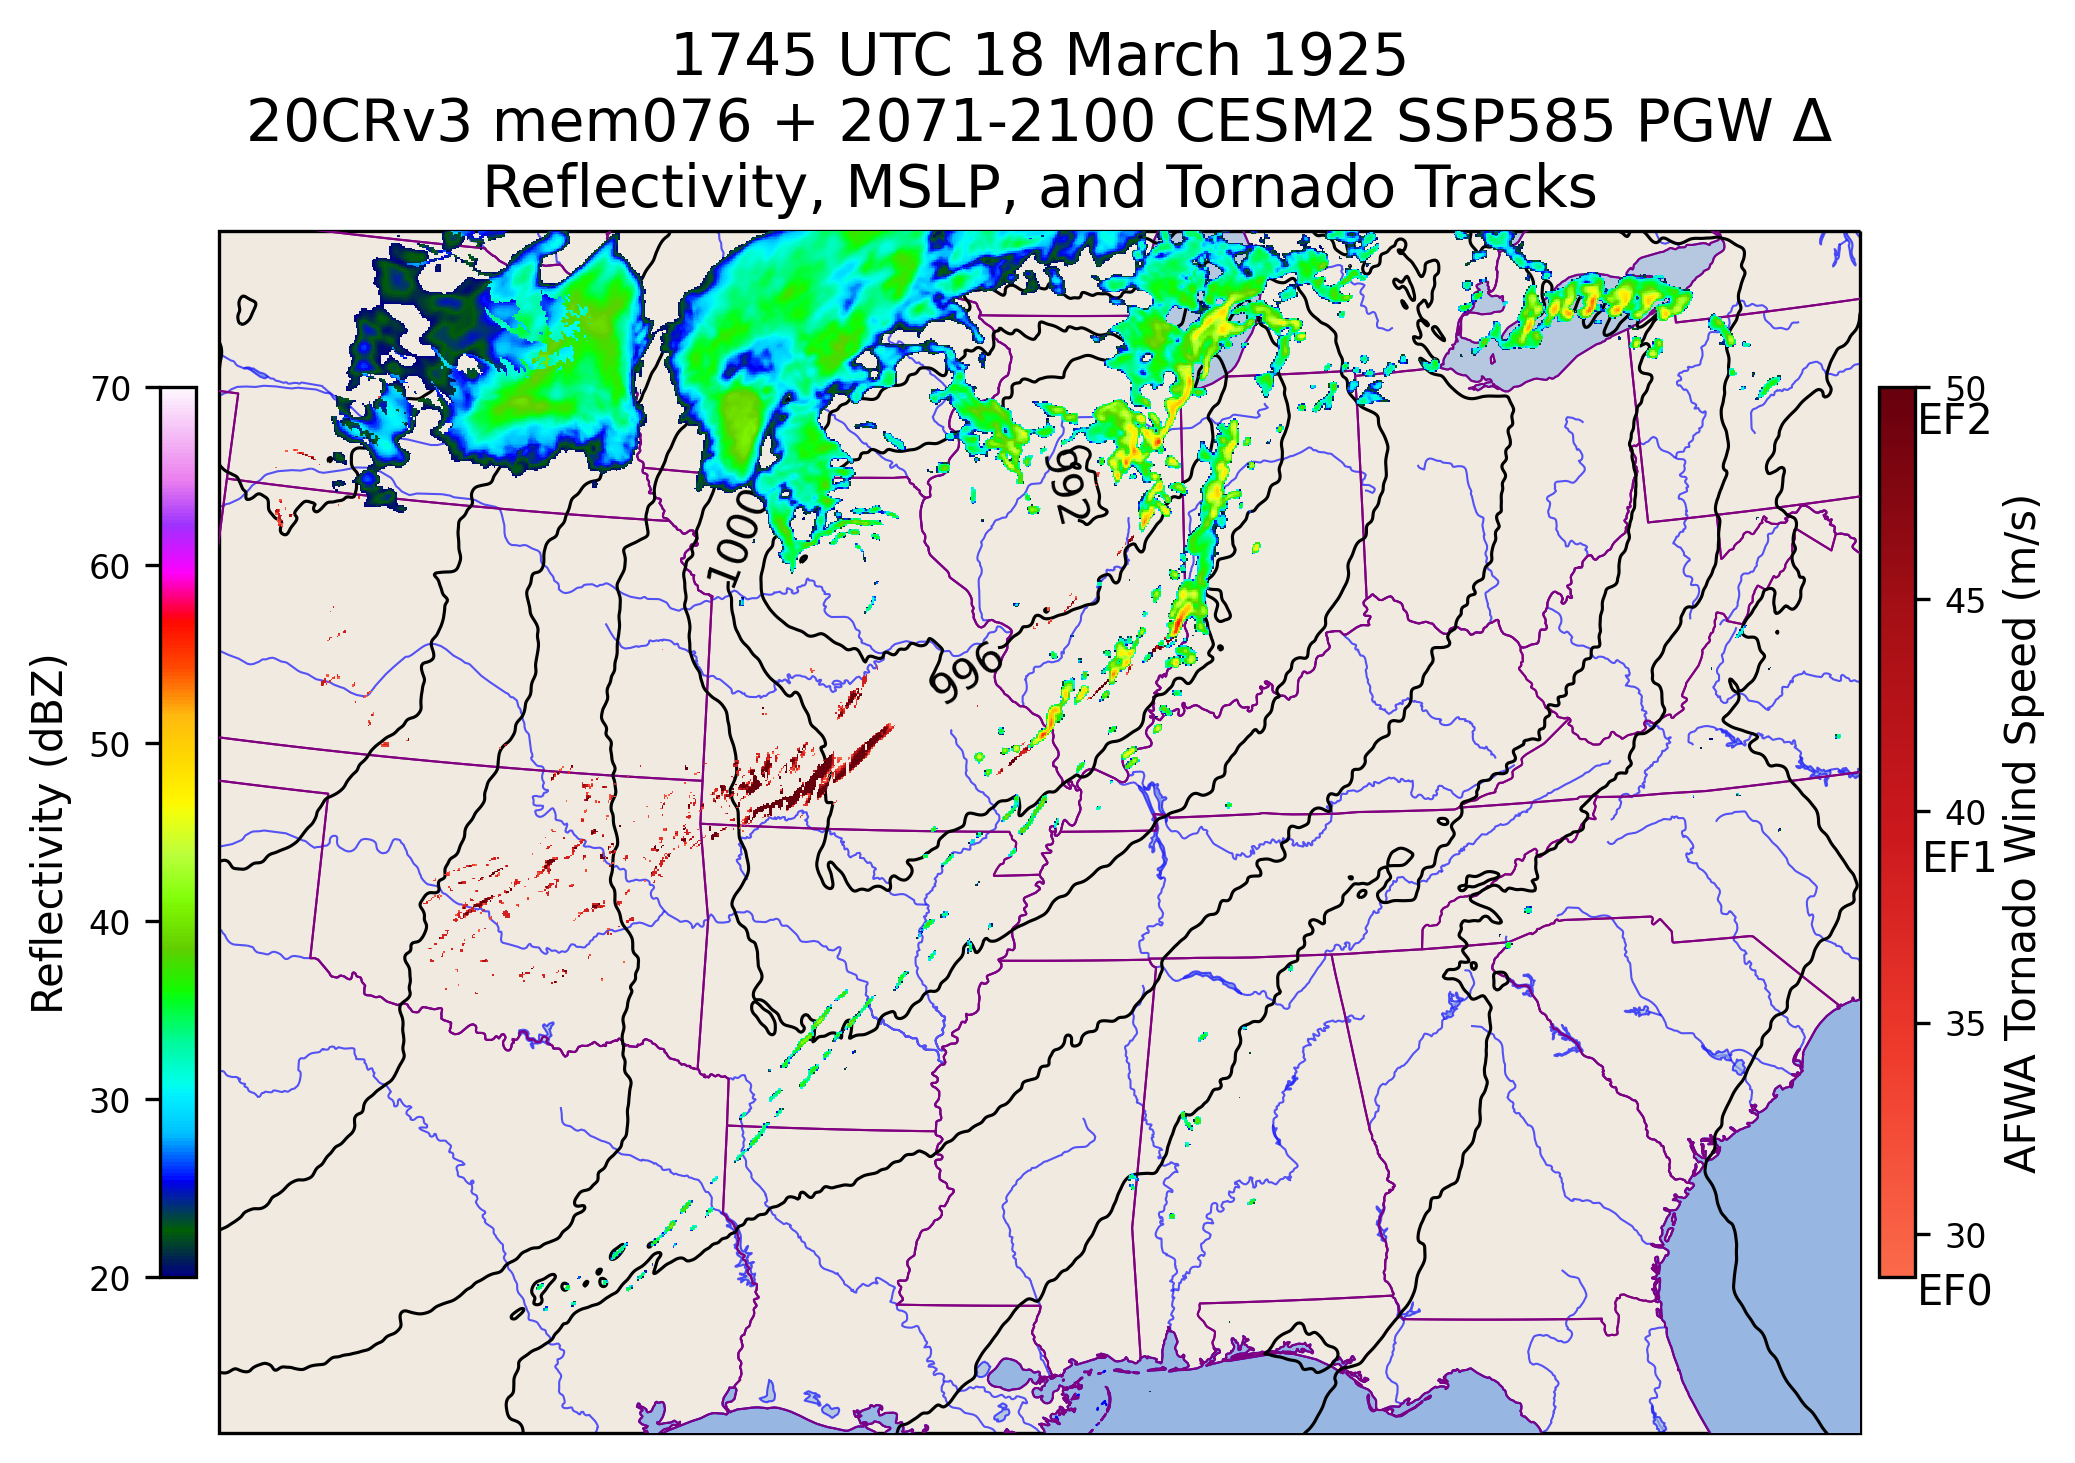 1745 UTC 18 March 1925
20CRv3 mem076 + 2071-2100 CESM2 SSP585 PGW Δ
Reflectivity, MSLP, and Tornado Tracks
Reflectivity (dBZ)
70
60
50
40
30
20
1000
992
996
50
EF2
45
40
EF1
35
30
EF0
AFWA Tornado Wind Speed (m/s)